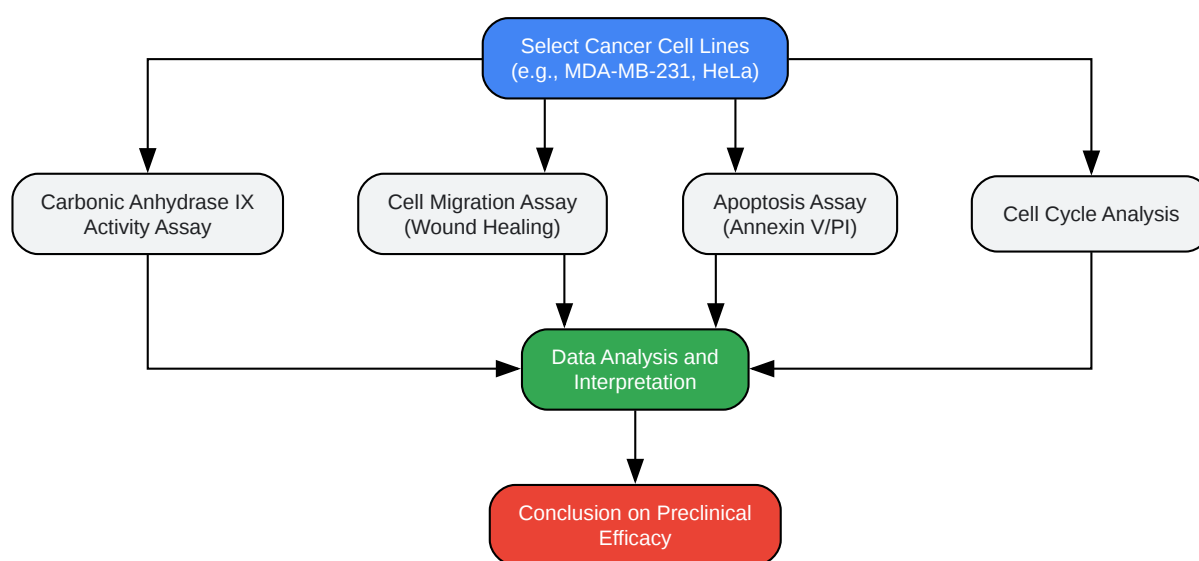 Select Cancer Cell Lines
(e.g., MDA-MB-231, HeLa)
Carbonic Anhydrase IX
Activity Assay
Cell Migration Assay
(Wound Healing)
Apoptosis Assay
(Annexin V/PI)
Cell Cycle Analysis
Data Analysis and
Interpretation
Conclusion on Preclinical
Efficacy